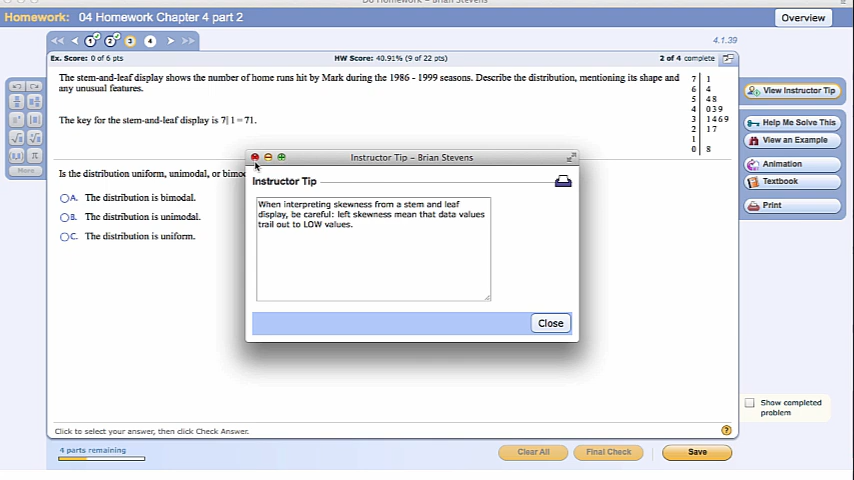 Do Homework - Brian Stevens
Homework: 04 Homework Chapter 4 part 2
Overview
1 2 3 4
4.1.39
Ex. Score: 0 of 6 pts
HW Score: 40.91% (9 of 22 pts)
2 of 4 complete
The stem-and-leaf display shows the number of home runs hit by Mark during the 1986 - 1999 seasons. Describe the distribution, mentioning its shape and
any unusual features.
The key for the stem-and-leaf display is 7| 1 = 71.
7 | 1
6 | 4
5 | 4 8
4 | 0 3 9
3 | 1 4 6 9
2 | 1 7
1 |
0 | 8
Is the distribution uniform, unimodal, or bimo
A. The distribution is bimodal.
B. The distribution is unimodal.
C. The distribution is uniform.
Instructor Tip - Brian Stevens
Instructor Tip
When interpreting skewness from a stem and leaf
display, be careful: left skewness mean that data values
trail out to LOW values.
Close
More
View Instructor Tip
Help Me Solve This
View an Example
Animation
Textbook
Print
Show completed
problem
Click to select your answer, then click Check Answer.
?
4 parts remaining
Clear All
Final Check
Save